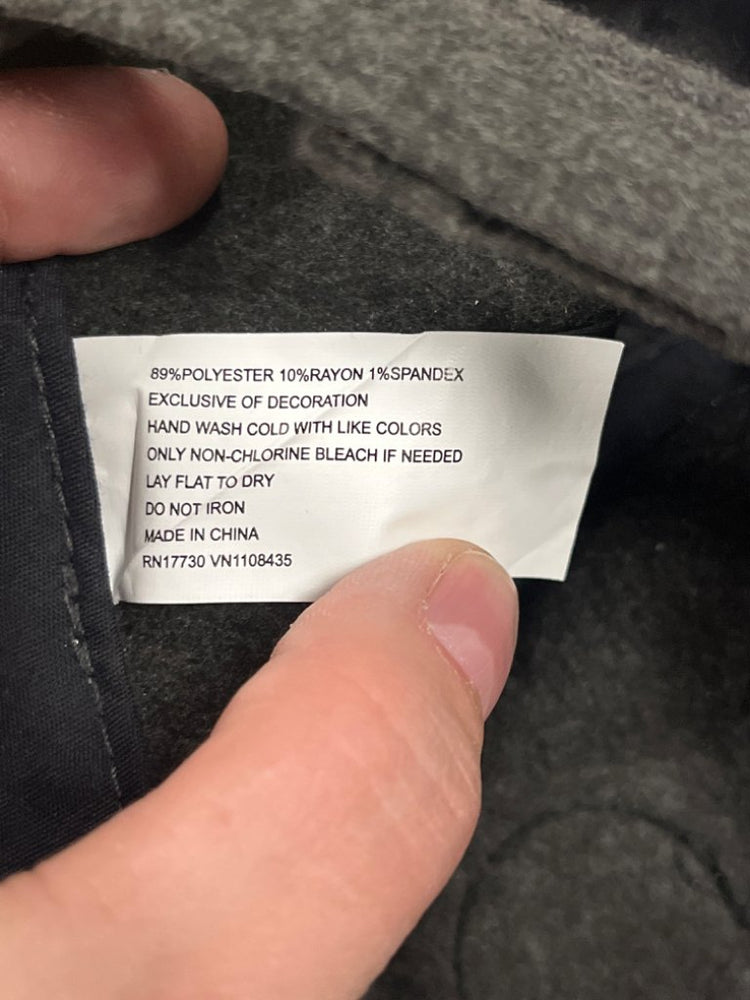 89%POLYESTER 10%RAYON 1%SPANDEX
EXCLUSIVE OF DECORATION
HAND WASH COLD WITH LIKE COLORS
ONLY NON-CHLORINE BLEACH IF NEEDED
LAY FLAT TO DRY
DO NOT IRON
MADE IN CHINA
RN17730 VN1108435